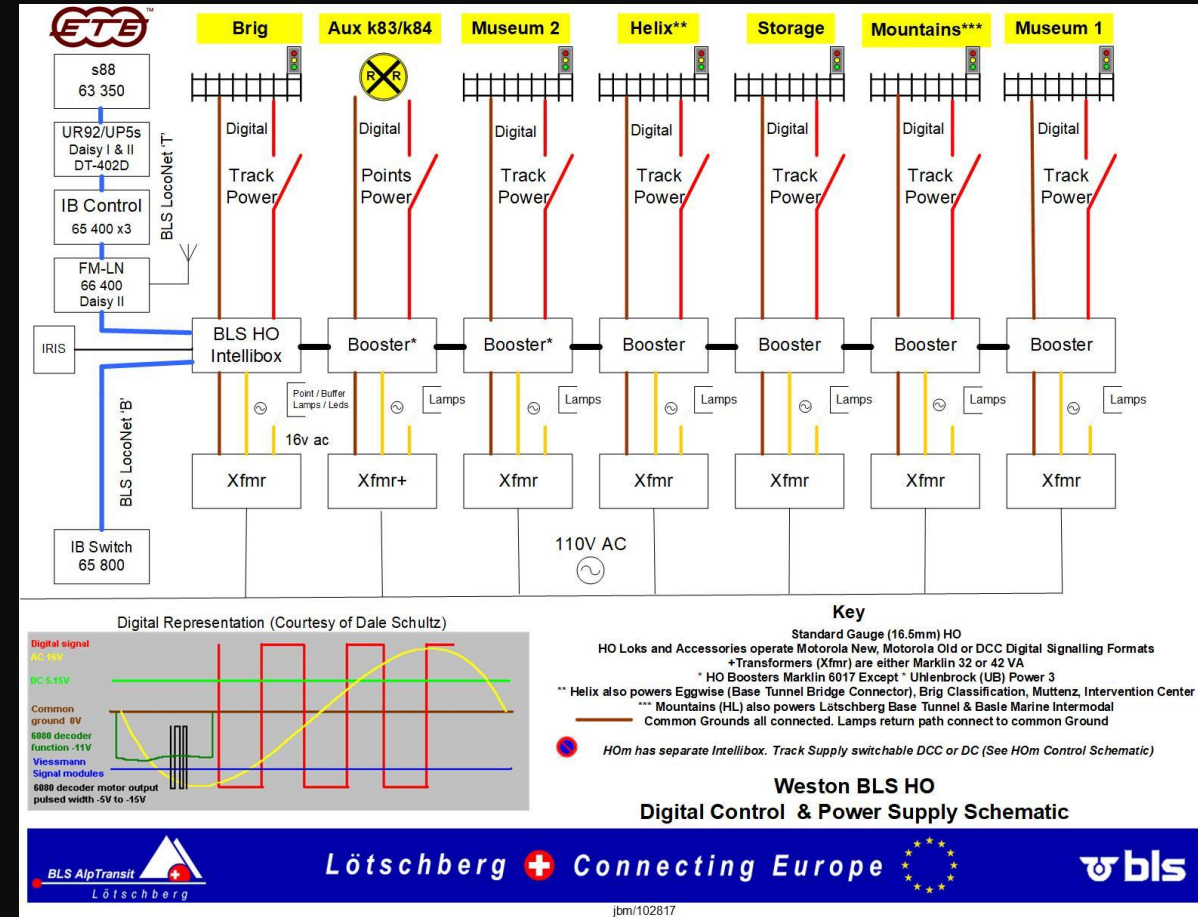 ETE™
Brig
Aux k83/k84
Museum 2
Helix**
Storage
Mountains***
Museum 1
s88
63 350
UR92/UP5s
Daisy I & II
DT-402D
IB Control
65 400 x3
FM-LN
66 400
Daisy II
BLS LocoNet 'T'
IRIS
BLS LocoNet 'B'
IB Switch
65 800
R R
Digital
Digital
Digital
Digital
Digital
Digital
Digital
Track
Power
Points
Power
Track
Power
Track
Power
Track
Power
Track
Power
Track
Power
BLS HO
Intellibox
Booster*
Booster*
Booster
Booster
Booster
Booster
Point / Buffer
Lamps / Leds
Lamps
Lamps
Lamps
Lamps
Lamps
Lamps
16v ac
Xfmr
Xfmr+
Xfmr
Xfmr
Xfmr
Xfmr
Xfmr
110V AC
Digital Representation (Courtesy of Dale Schultz)
Digital signal
AC 16V
DC 5.15V
Common
ground 0V
6080 decoder
function -11V
Viessmann
Signal modules
6080 decoder motor output
pulsed width -5V to -15V
Key
Standard Gauge (16.5mm) HO
HO Loks and Accessories operate Motorola New, Motorola Old or DCC Digital Signalling Formats
+Transformers (Xfmr) are either Marklin 32 or 42 VA
* HO Boosters Marklin 6017 Except * Uhlenbrock (UB) Power 3
** Helix also powers Eggwise (Base Tunnel Bridge Connector), Brig Classification, Muttenz, Intervention Center
*** Mountains (HL) also powers Lötschberg Base Tunnel & Basle Marine Intermodal
Common Grounds all connected. Lamps return path connect to common Ground
HOm has separate Intellibox. Track Supply switchable DCC or DC (See HOm Control Schematic)
Weston BLS HO
Digital Control & Power Supply Schematic
BLS AlpTransit
Lötschberg
Lötschberg Connecting Europe
bls
jbm/102817